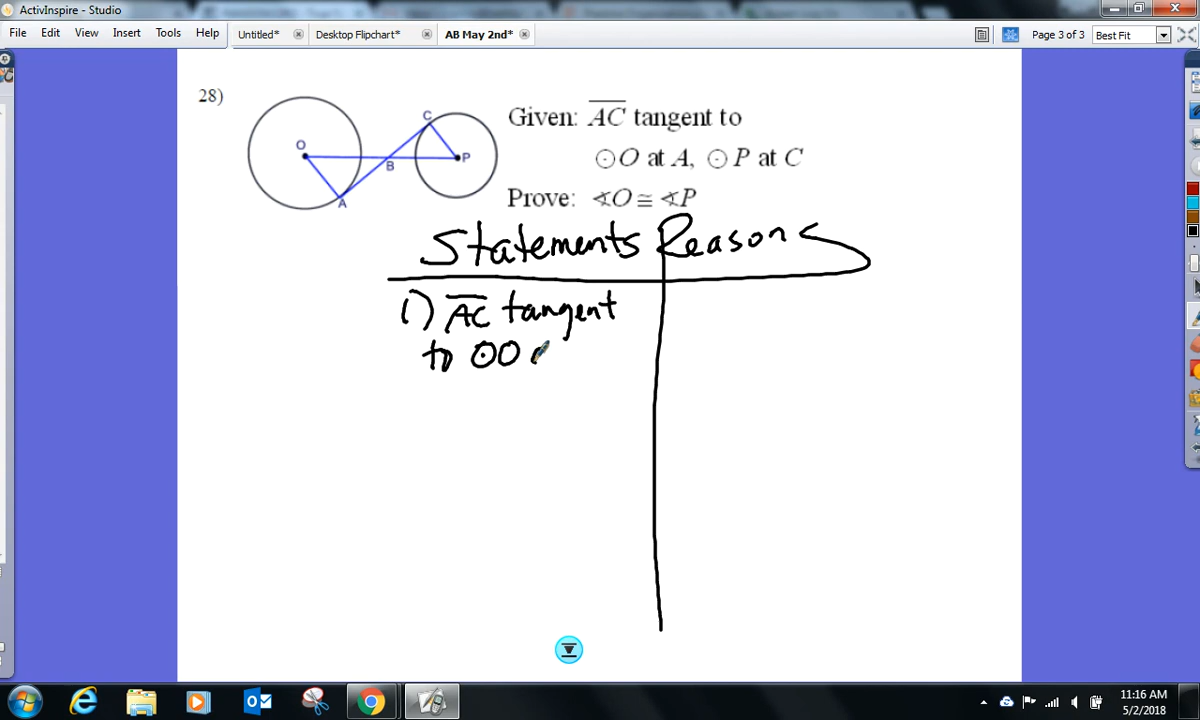 ActivInspire - Studio
File Edit View Insert Tools Help Untitled* Desktop Flipchart* AB May 2nd* Page 3 of 3 Best Fit
28)
O C P B A
Given: AC tangent to
⊙O at A, ⊙P at C
Prove: ∢O ≅ ∢P
Statements Reasons
1) AC tangent
to ⊙O
11:16 AM
5/2/2018